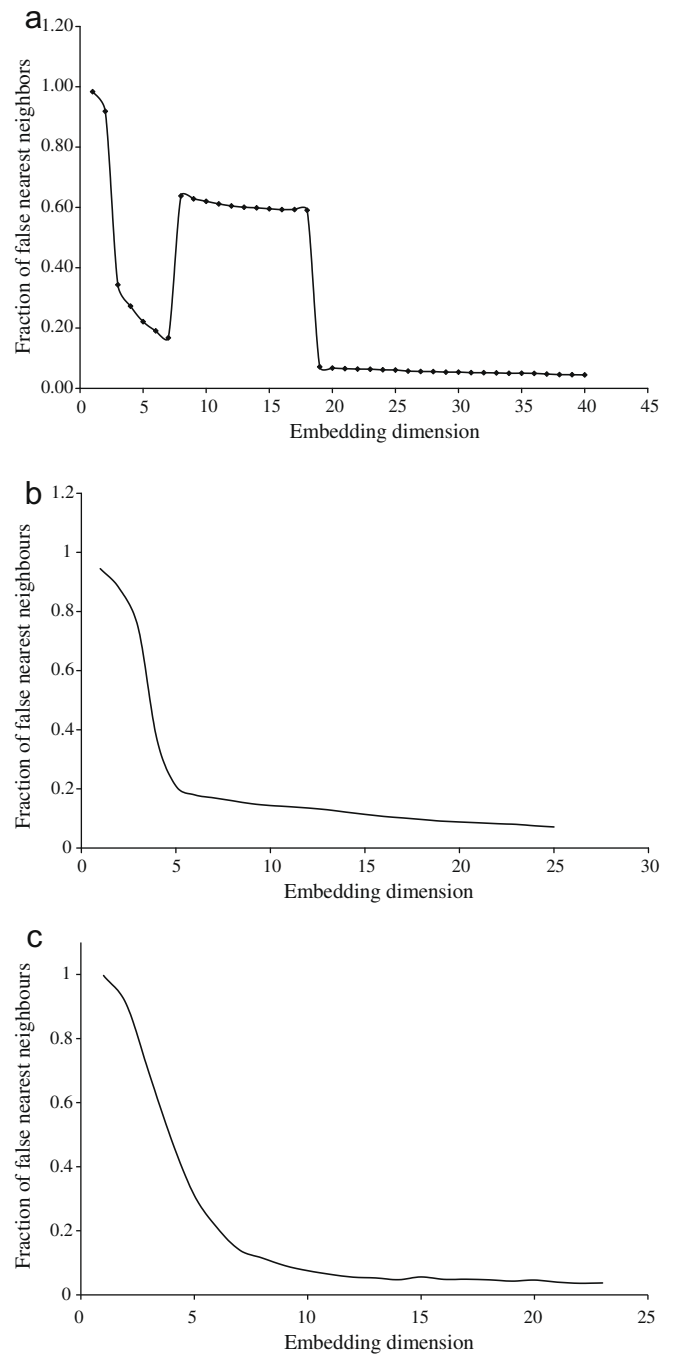 a
Fraction of false nearest neighbors
1.20
1.00
0.80
0.60
0.40
0.20
0.00
0 5 10 15 20 25 30 35 40 45
Embedding dimension
b
Fraction of false nearest neighbours
1.2
1
0.8
0.6
0.4
0.2
0
0 5 10 15 20 25 30
Embedding dimension
c
Fraction of false nearest neighbours
1
0.8
0.6
0.4
0.2
0
0 5 10 15 20 25
Embedding dimension